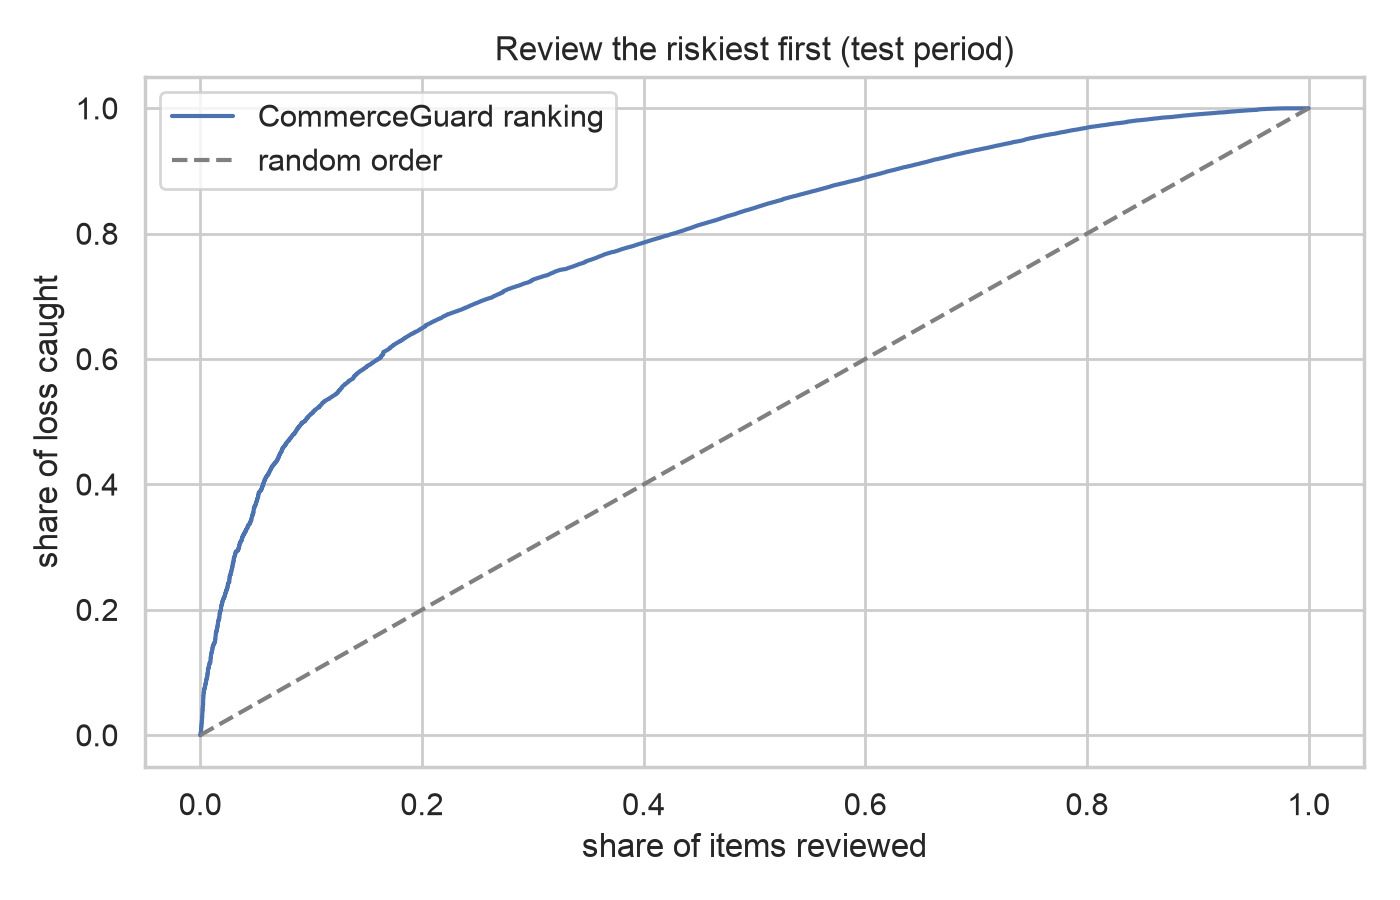 Review the riskiest first (test period)
CommerceGuard ranking
random order
share of loss caught
1.0
0.8
0.6
0.4
0.2
0.0
0.0 0.2 0.4 0.6 0.8 1.0
share of items reviewed